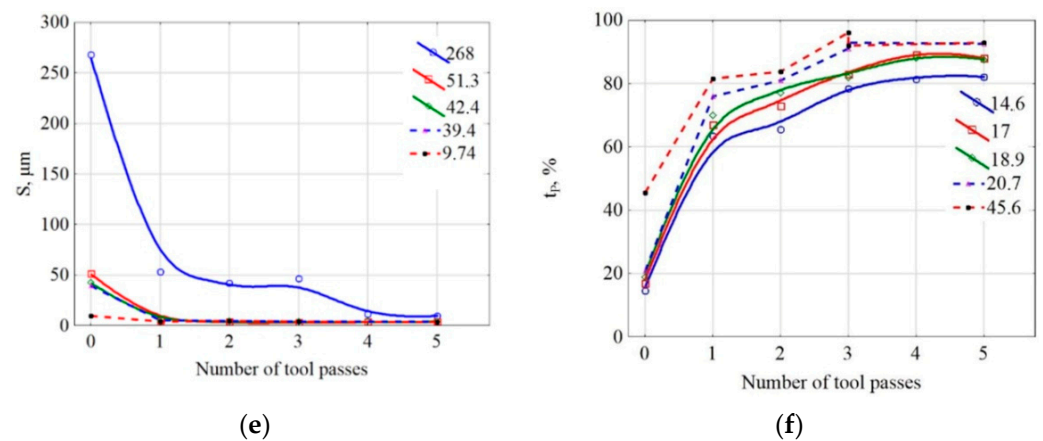 300
250
200
150
100
50
0
S, μm
268
51.3
42.4
39.4
9.74
0 1 2 3 4 5
Number of tool passes
(e)
100
80
60
40
20
0
tp, %
14.6
17
18.9
20.7
45.6
0 1 2 3 4 5
Number of tool passes
(f)